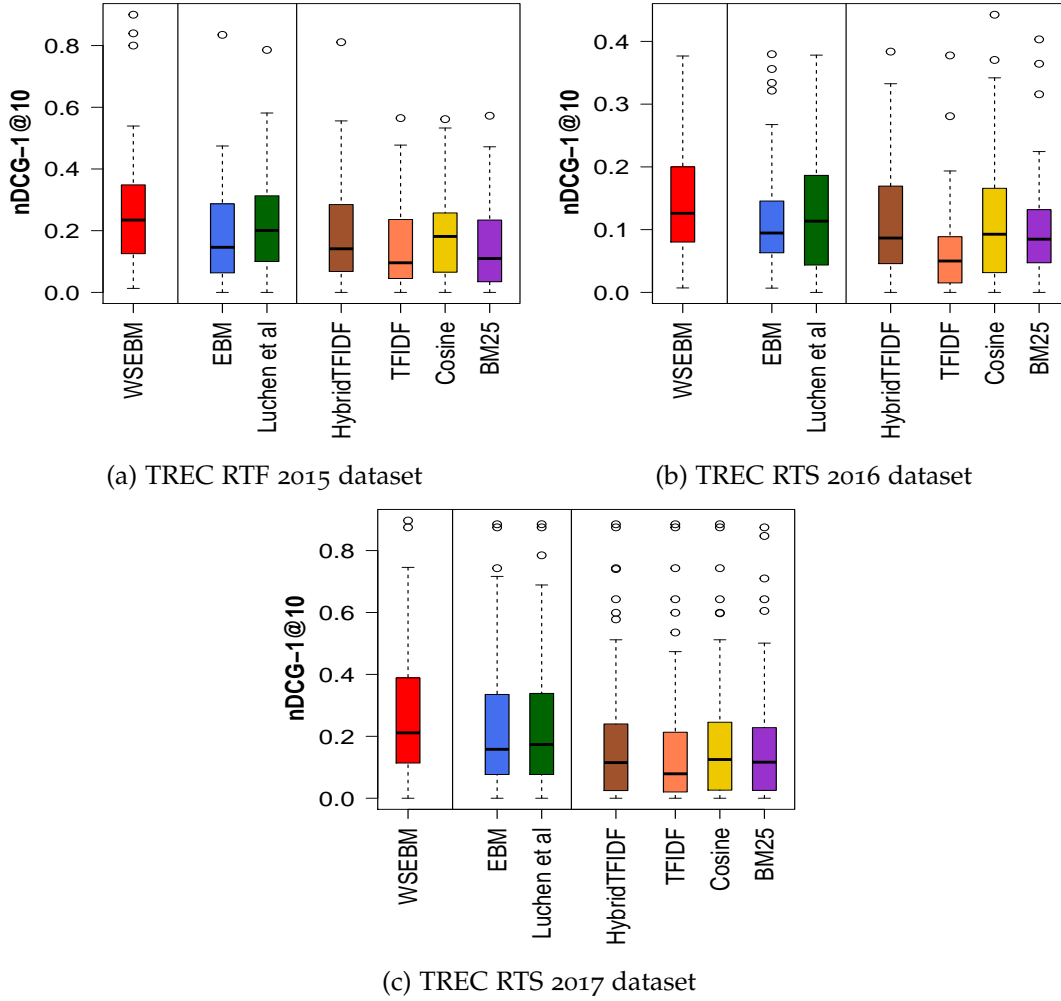 nDCG−1@10
0.8
0.6
0.4
0.2
0.0
WSEBM
EBM
Luchen et al
HybridTFIDF
TFIDF
Cosine
BM25
(a) TREC RTF 2015 dataset
nDCG−1@10
0.4
0.3
0.2
0.1
0.0
WSEBM
EBM
Luchen et al
HybridTFIDF
TFIDF
Cosine
BM25
(b) TREC RTS 2016 dataset
nDCG−1@10
0.8
0.6
0.4
0.2
0.0
WSEBM
EBM
Luchen et al
HybridTFIDF
TFIDF
Cosine
BM25
(c) TREC RTS 2017 dataset